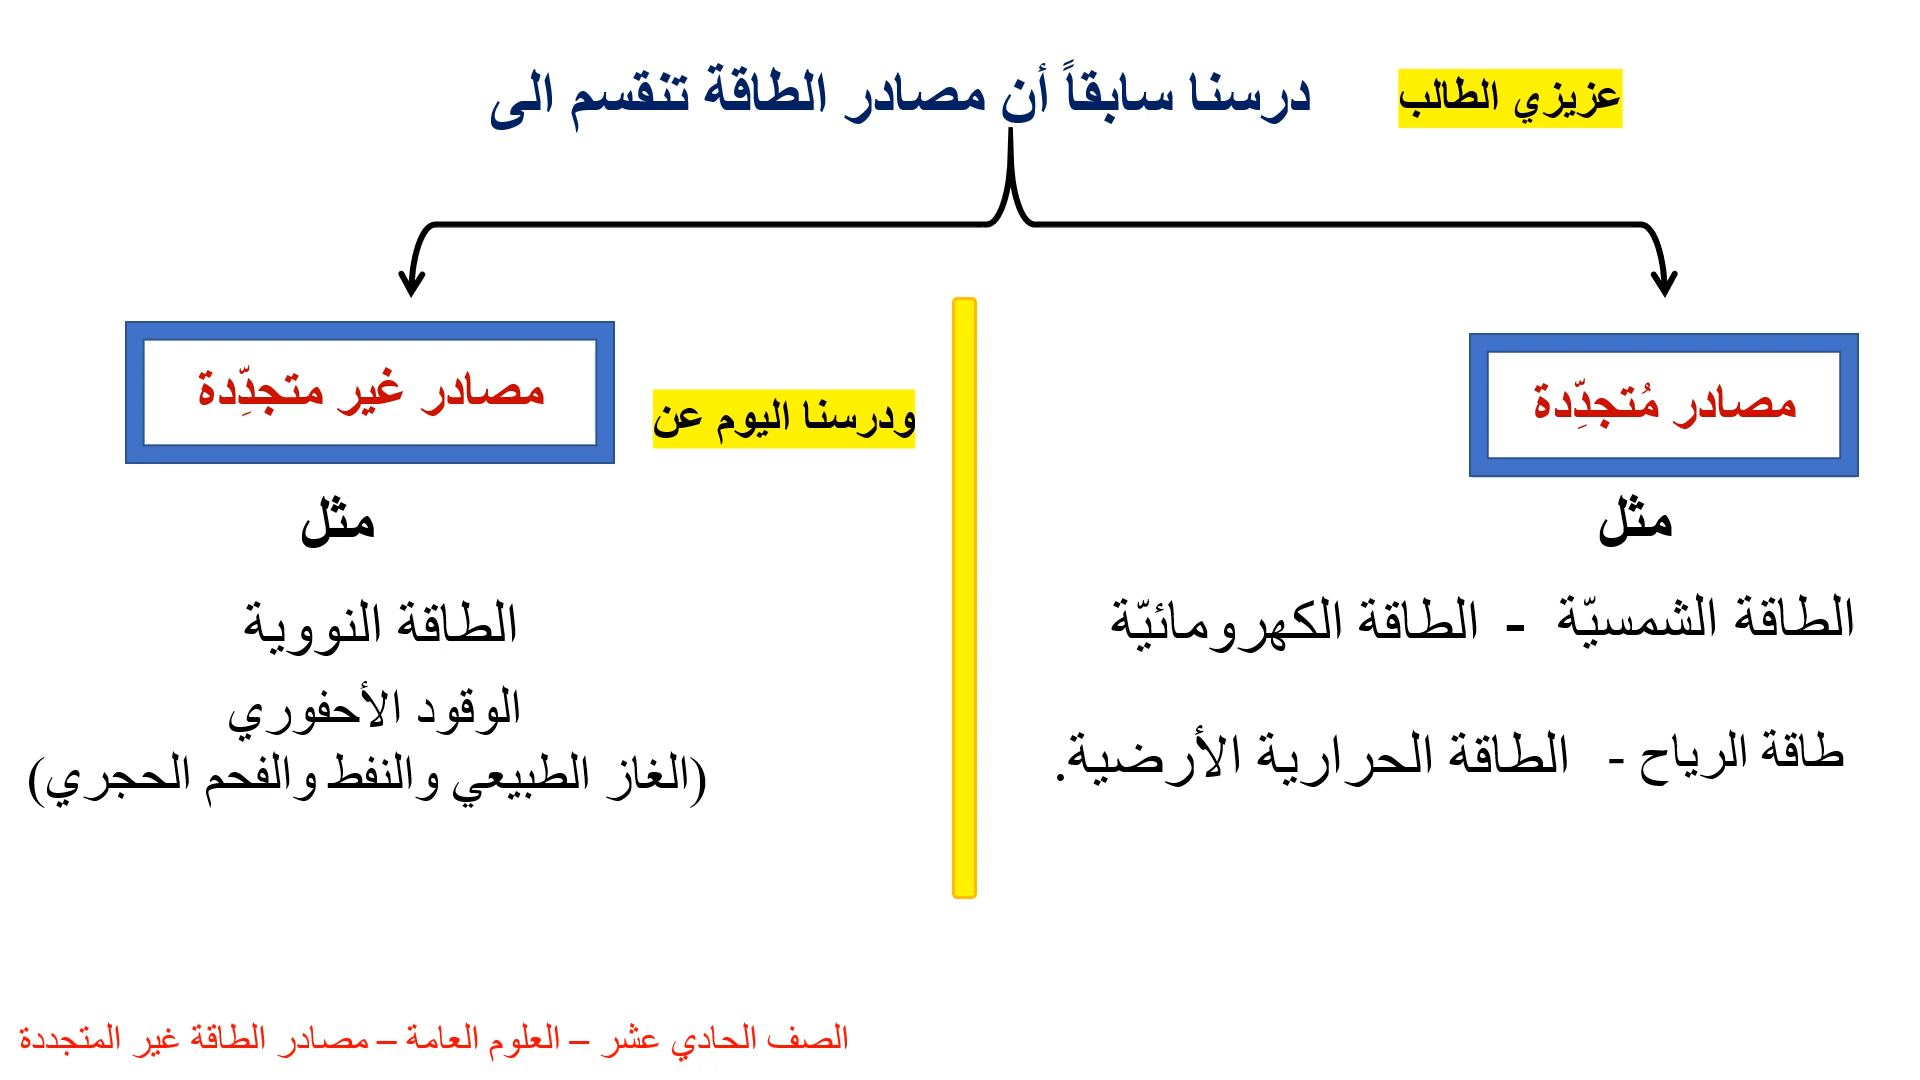 عزيزي الطالب
درسنا سابقاً أن مصادر الطاقة تنقسم الى
مصادر مُتجدِّدة
مثل
الطاقة الشمسيّة - الطاقة الكهرومائيّة
طاقة الرياح - الطاقة الحرارية الأرضية.
ودرسنا اليوم عن
مصادر غير متجدِّدة
مثل
الطاقة النووية
الوقود الأحفوري
(الغاز الطبيعي والنفط والفحم الحجري)
الصف الحادي عشر – العلوم العامة – مصادر الطاقة غير المتجددة